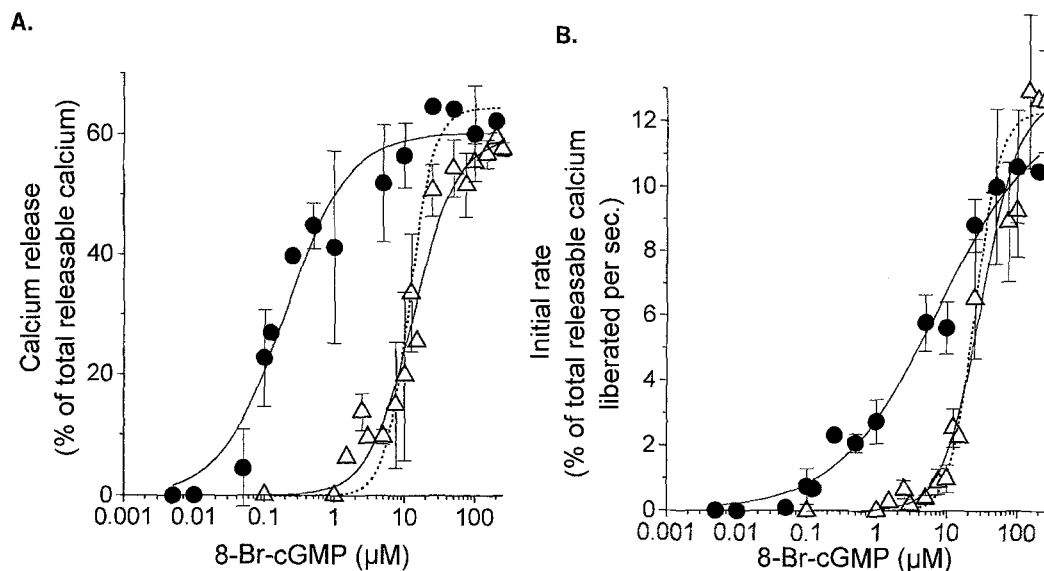 A.
Calcium release
(% of total releasable calcium)
60
40
20
0
0.001 0.01 0.1 1 10 100
8-Br-cGMP (µM)
B.
Initial rate
(% of total releasable calcium
liberated per sec.)
12
10
8
6
4
2
0
0.001 0.01 0.1 1 10 100
8-Br-cGMP (µM)